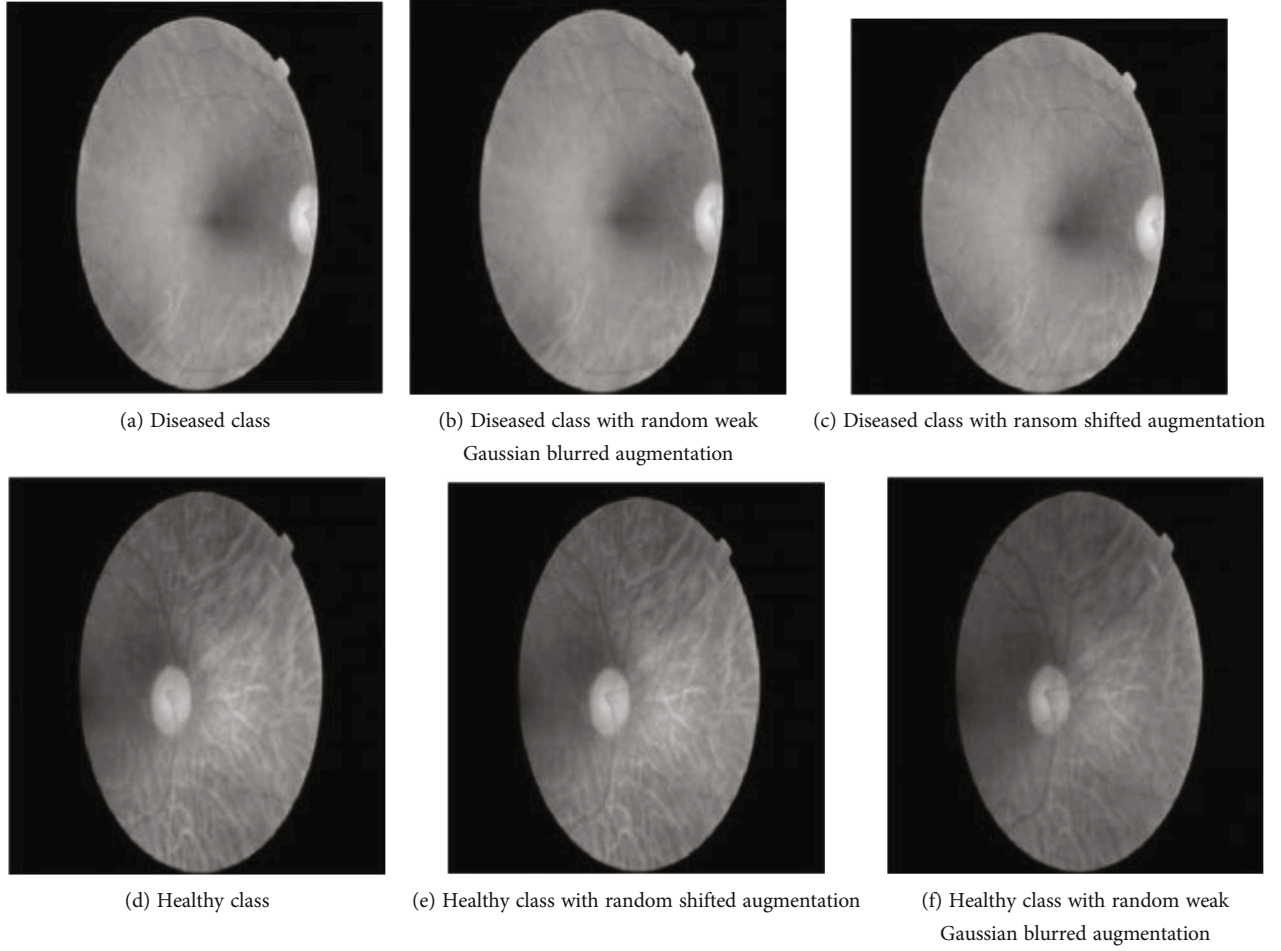 (a) Diseased class
(b) Diseased class with random weak
Gaussian blurred augmentation
(c) Diseased class with ransom shifted augmentation
(d) Healthy class
(e) Healthy class with random shifted augmentation
(f) Healthy class with random weak
Gaussian blurred augmentation